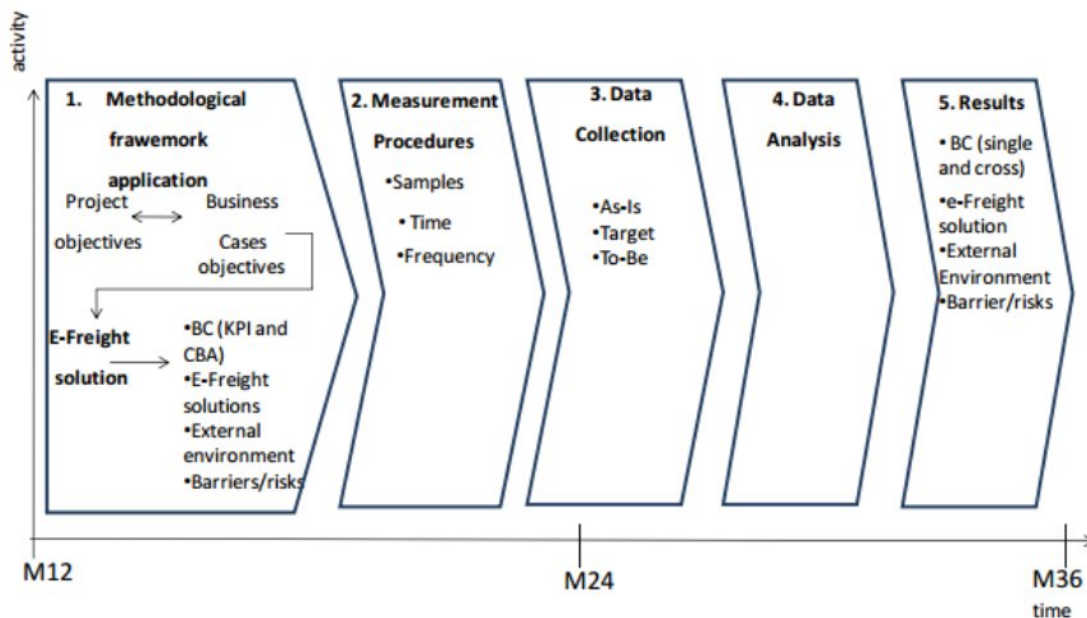 activity
1. Methodological
frawemork
application
Project
objectives
Business
Cases
objectives
E-Freight
solution
•BC (KPI and
CBA)
•E-Freight
solutions
•External
environment
•Barriers/risks
2. Measurement
Procedures
•Samples
• Time
•Frequency
3. Data
Collection
•As-Is
•Target
•To-Be
4. Data
Analysis
5. Results
• BC (single
and cross)
•e-Freight
solution
•External
Environment
•Barrier/risks
M12
M24
M36
time